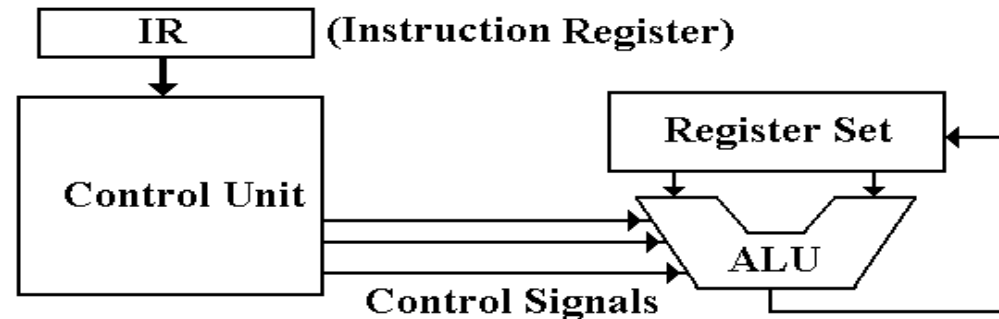 IR (Instruction Register)
Register Set
Control Unit
ALU
Control Signals